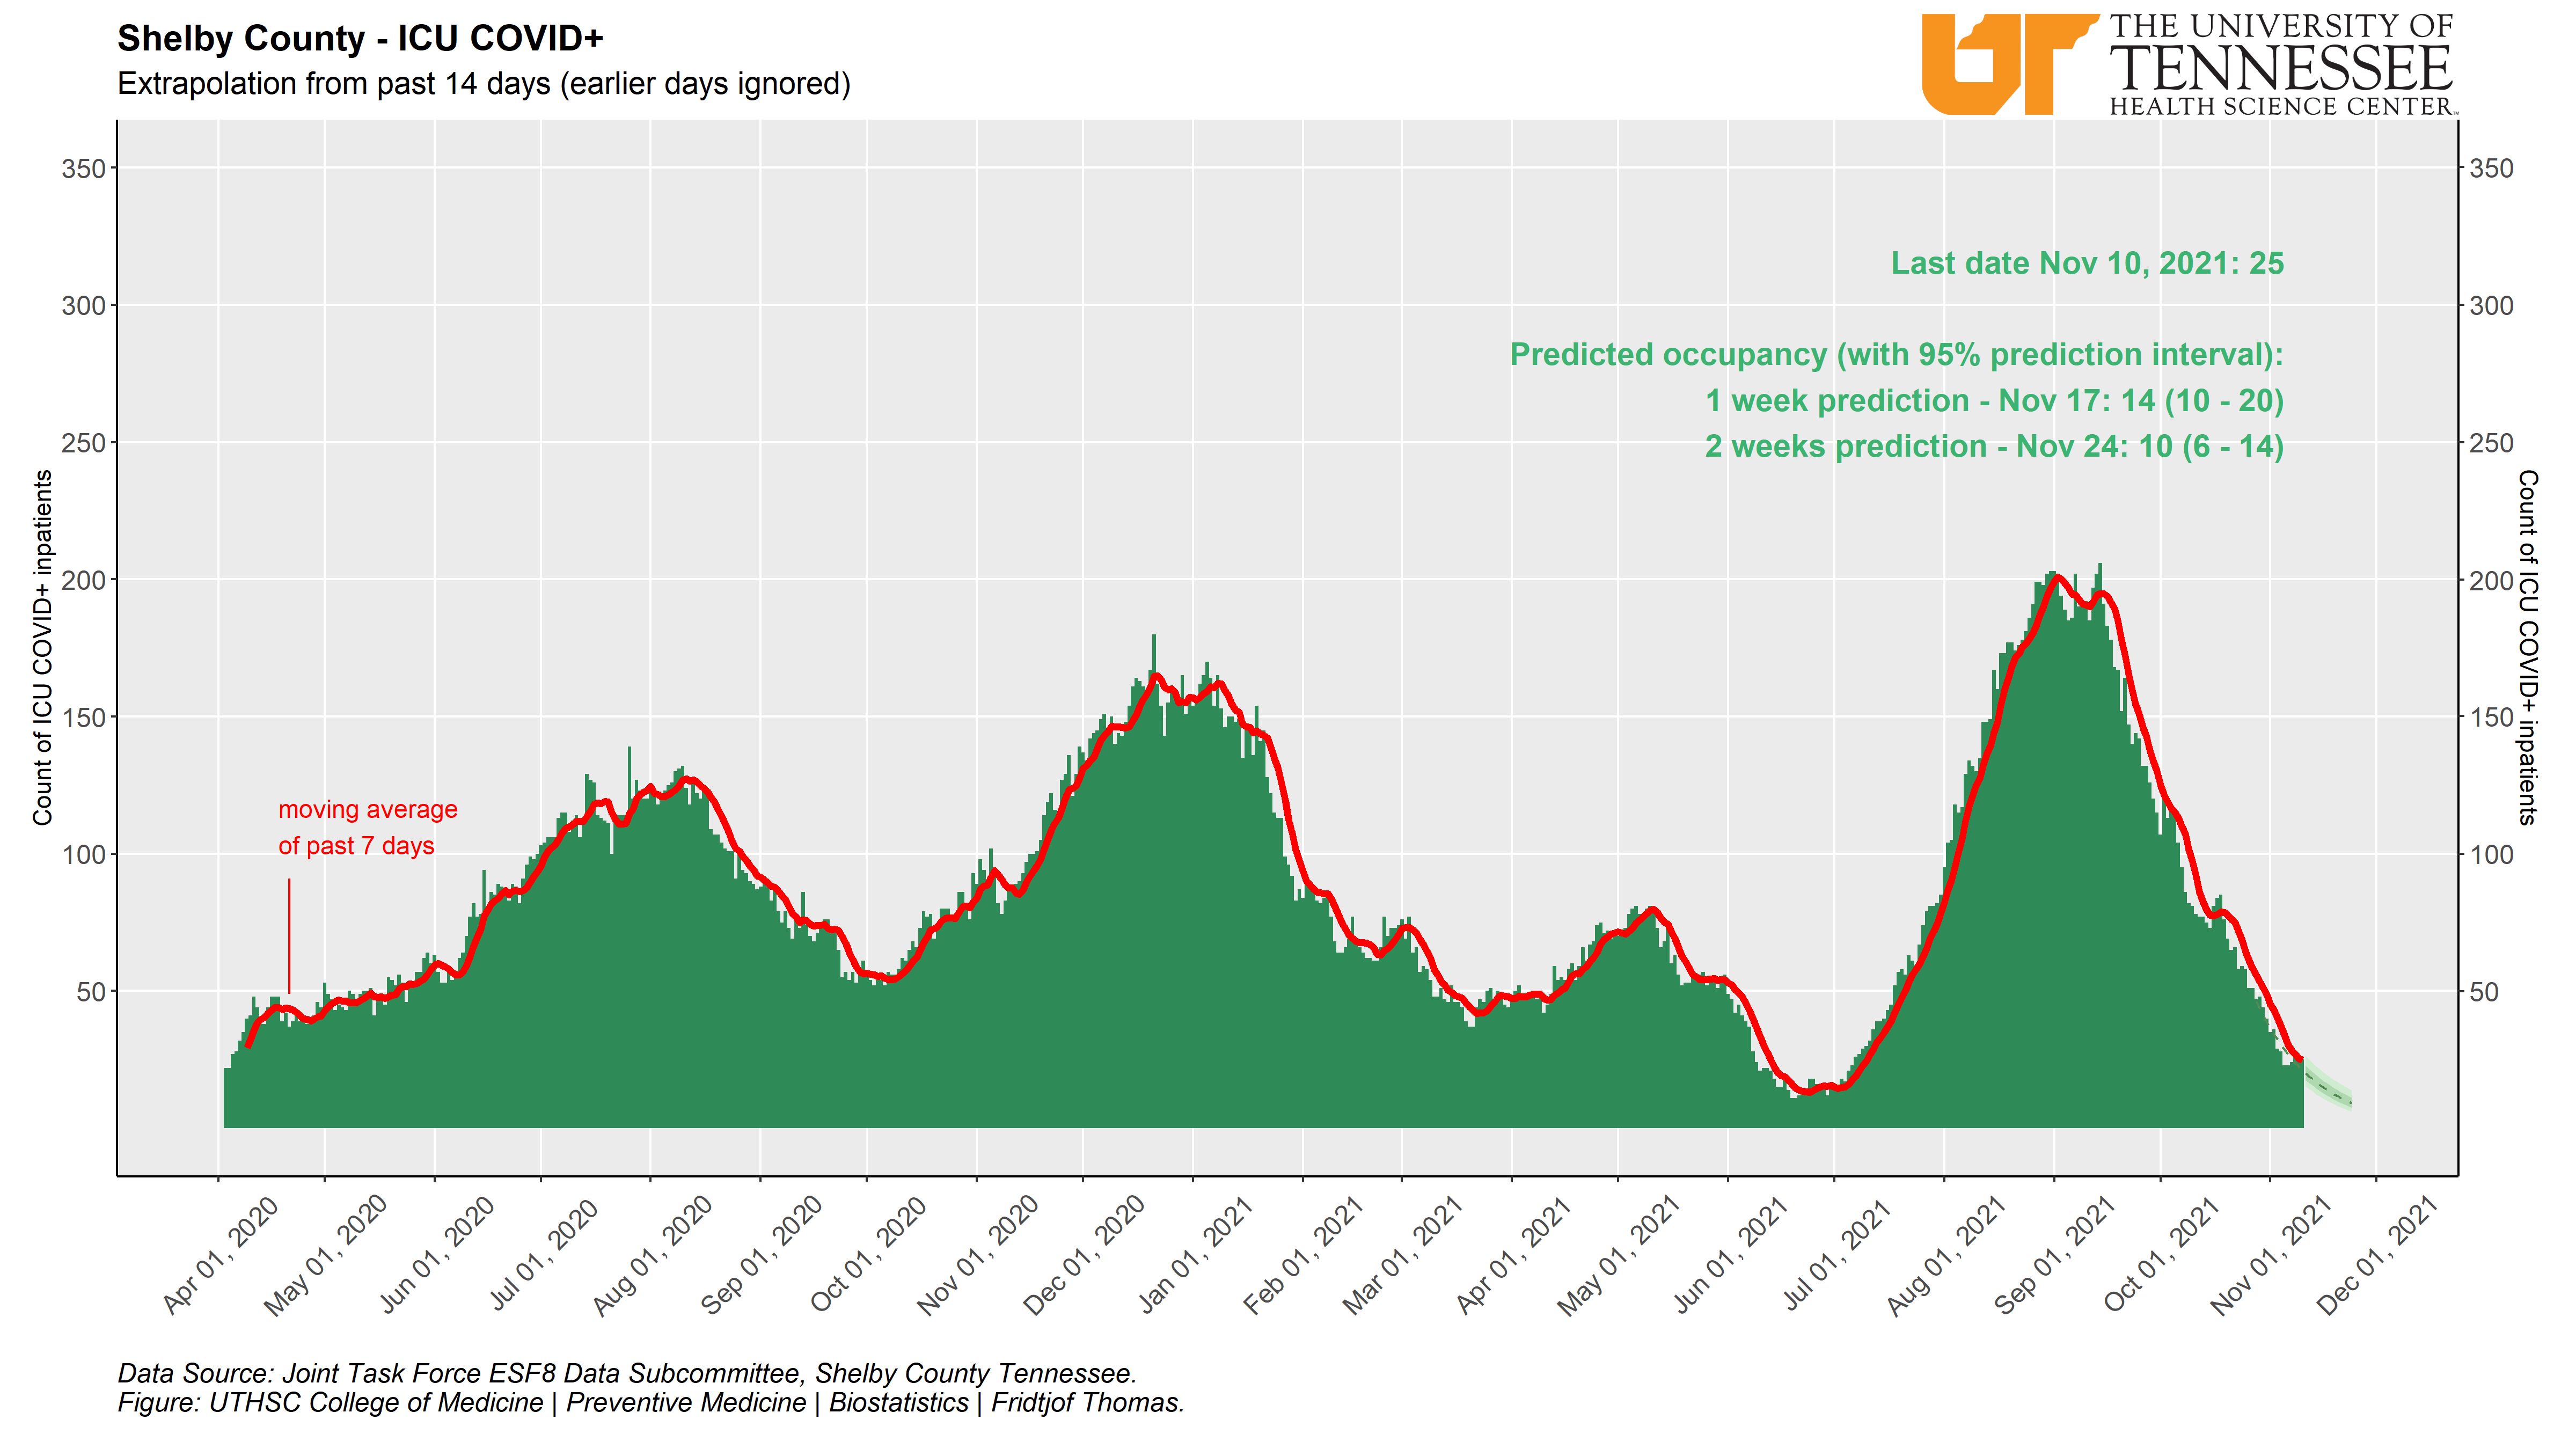 Shelby County - ICU COVID+
Extrapolation from past 14 days (earlier days ignored)
THE UNIVERSITY OF
TENNESSEE
HEALTH SCIENCE CENTER™
350
300
250
200
150
100
50
Count of ICU COVID+ inpatients
Last date Nov 10, 2021: 25
Predicted occupancy (with 95% prediction interval):
1 week prediction - Nov 17: 14 (10 - 20)
2 weeks prediction - Nov 24: 10 (6 - 14)
moving average
of past 7 days
350
300
250
200
150
100
50
Count of ICU COVID+ inpatients
Apr 01, 2020
May 01, 2020
Jun 01, 2020
Jul 01, 2020
Aug 01, 2020
Sep 01, 2020
Oct 01, 2020
Nov 01, 2020
Dec 01, 2020
Jan 01, 2021
Feb 01, 2021
Mar 01, 2021
Apr 01, 2021
May 01, 2021
Jun 01, 2021
Jul 01, 2021
Aug 01, 2021
Sep 01, 2021
Oct 01, 2021
Nov 01, 2021
Dec 01, 2021
Data Source: Joint Task Force ESF8 Data Subcommittee, Shelby County Tennessee.
Figure: UTHSC College of Medicine | Preventive Medicine | Biostatistics | Fridtjof Thomas.